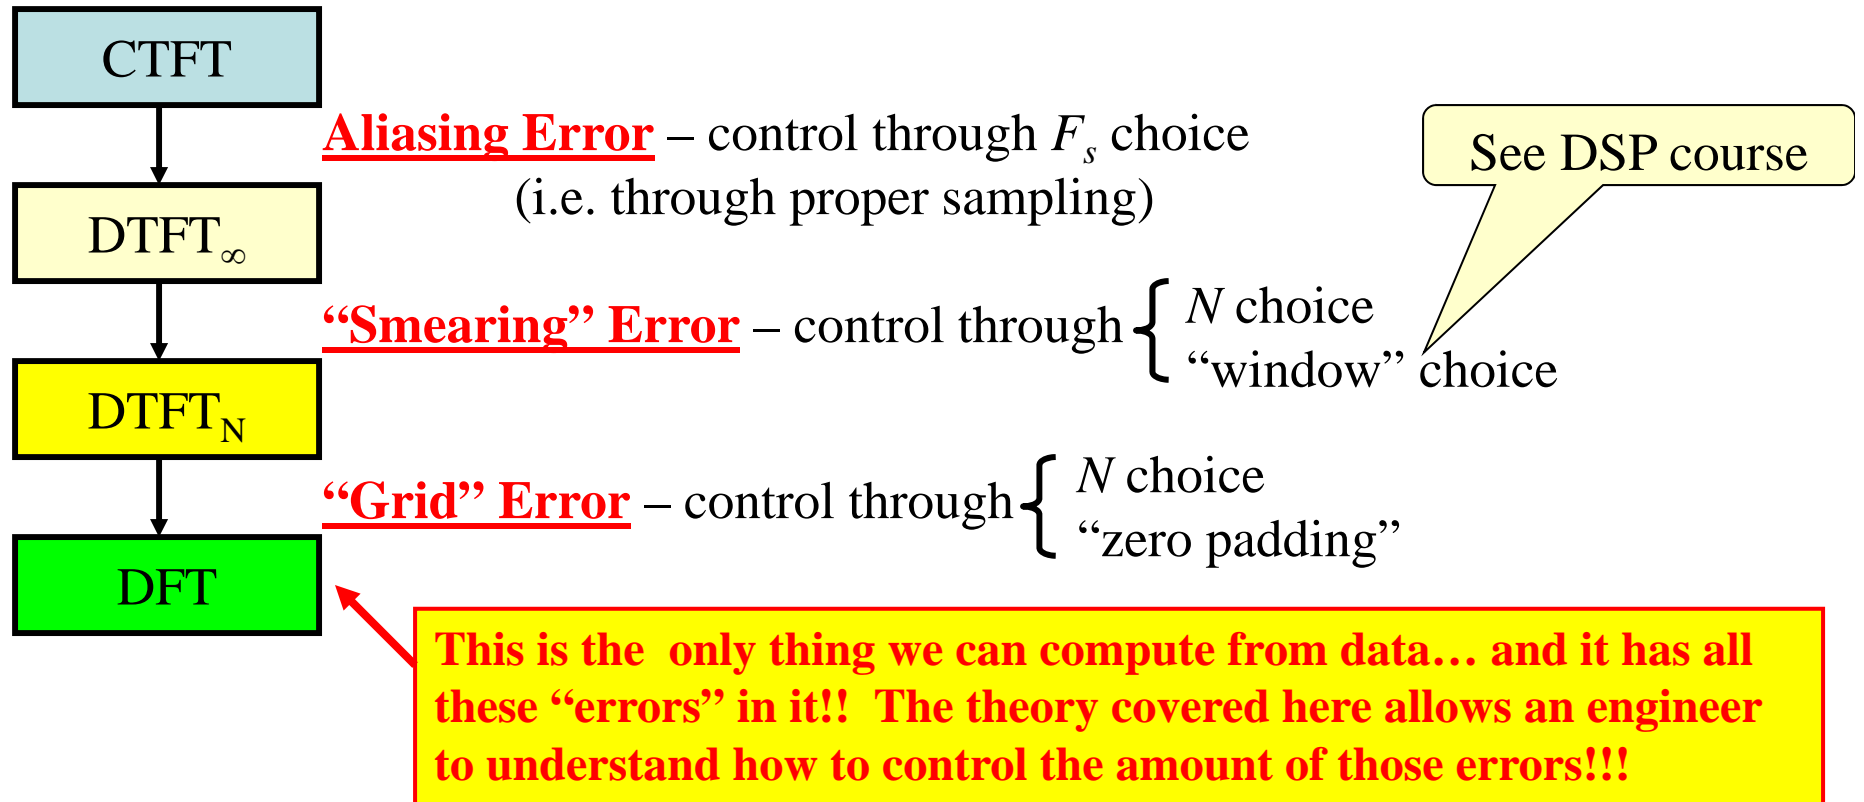 CTFT
Aliasing Error – control through Fs choice
(i.e. through proper sampling)
See DSP course
DTFT∞
“Smearing” Error – control through
N choice
“window” choice
DTFTN
“Grid” Error – control through
N choice
“zero padding”
DFT
This is the only thing we can compute from data… and it has all
these “errors” in it!! The theory covered here allows an engineer
to understand how to control the amount of those errors!!!